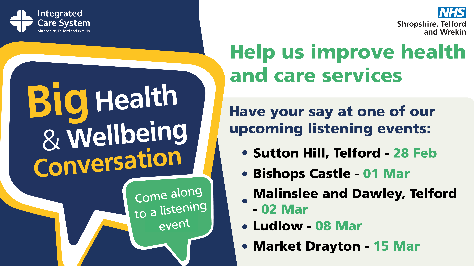 Integrated
Care System
NHS
Shropshire, Telford
and Wrekin
Help us improve health
and care services
Big Health
& Wellbeing
Conversation
Come along
to a listening
event
Have your say at one of our
upcoming listening events:
• Sutton Hill, Telford - 28 Feb
• Bishops Castle - 01 Mar
• Malinslee and Dawley, Telford
- 02 Mar
• Ludlow - 08 Mar
• Market Drayton - 15 Mar